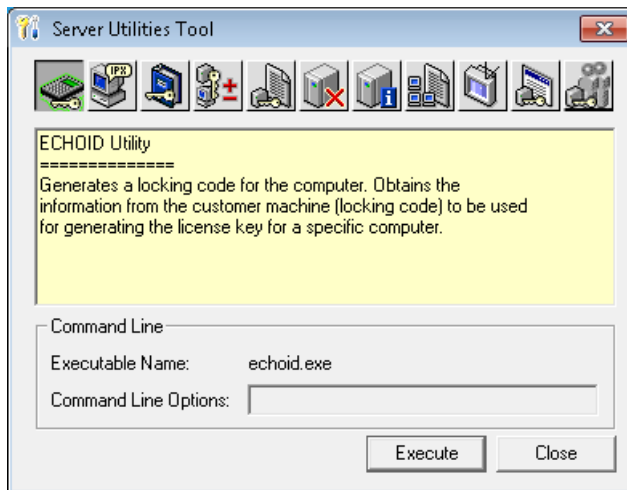 Server Utilities Tool
IPX
ECHOID Utility
==============
Generates a locking code for the computer. Obtains the
information from the customer machine (locking code) to be used
for generating the license key for a specific computer.
Command Line
Executable Name: echoid.exe
Command Line Options:
Execute Close